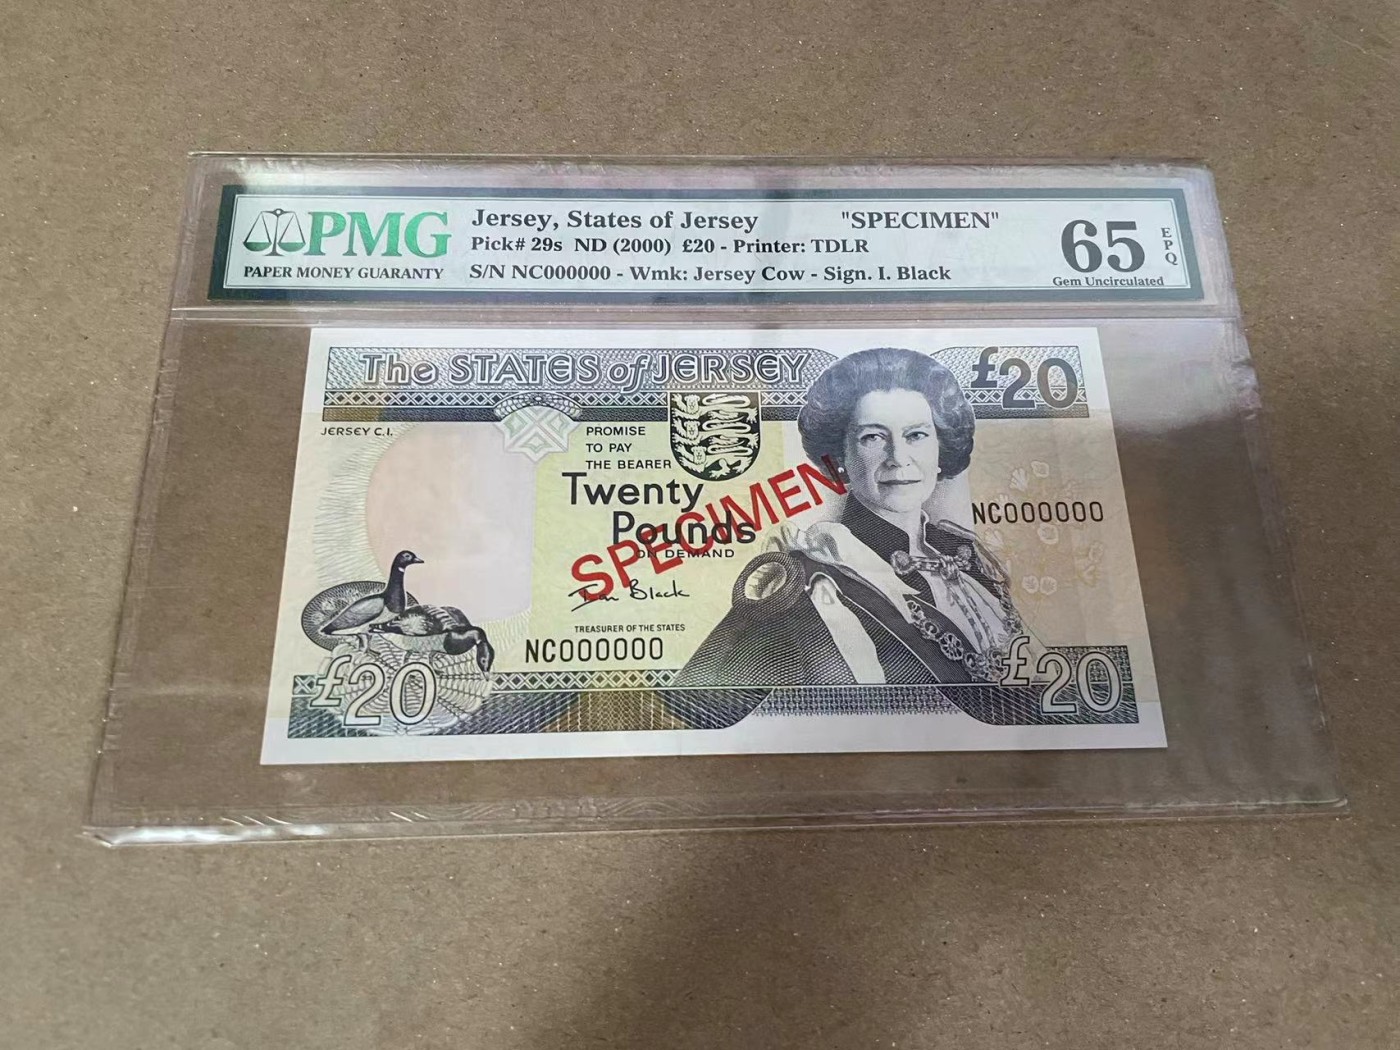 PMG
PAPER MONEY GUARANTY
Jersey, States of Jersey "SPECIMEN"
Pick# 29s ND (2000) £20 - Printer: TDLR
S/N NC000000 - Wmk: Jersey Cow - Sign. I. Black
65
EPQ
Gem Uncirculated
The STATES of JERSEY
£20
JERSEY C.I.
PROMISE
TO PAY
THE BEARER
Twenty
Pounds
ON DEMAND
SPECIMEN
NC000000
Ian Black
TREASURER OF THE STATES
NC000000
£20
£20